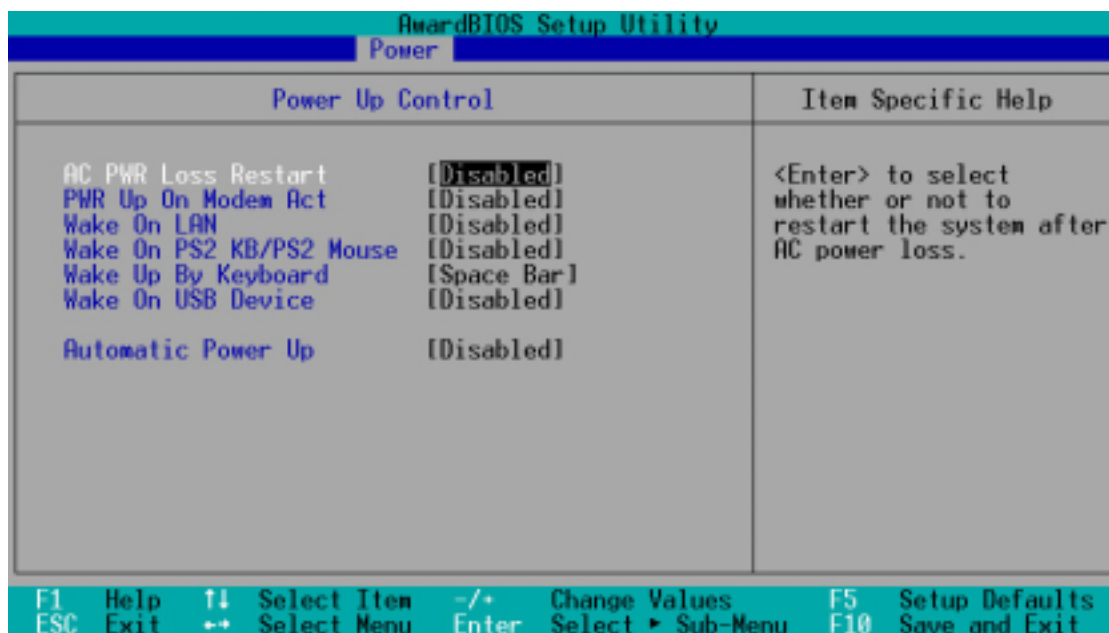 AwardBIOS Setup Utility
Power
Power Up Control
Item Specific Help
AC PWR Loss Restart [Disabled]
PWR Up On Modem Act [Disabled]
Wake On LAN [Disabled]
Wake On PS2 KB/PS2 Mouse [Disabled]
Wake Up By Keyboard [Space Bar]
Wake On USB Device [Disabled]
Automatic Power Up [Disabled]
<Enter> to select
whether or not to
restart the system after
AC power loss.
F1 Help ↑↓ Select Item -/+ Change Values F5 Setup Defaults
ESC Exit ←→ Select Menu Enter Select ► Sub-Menu F10 Save and Exit